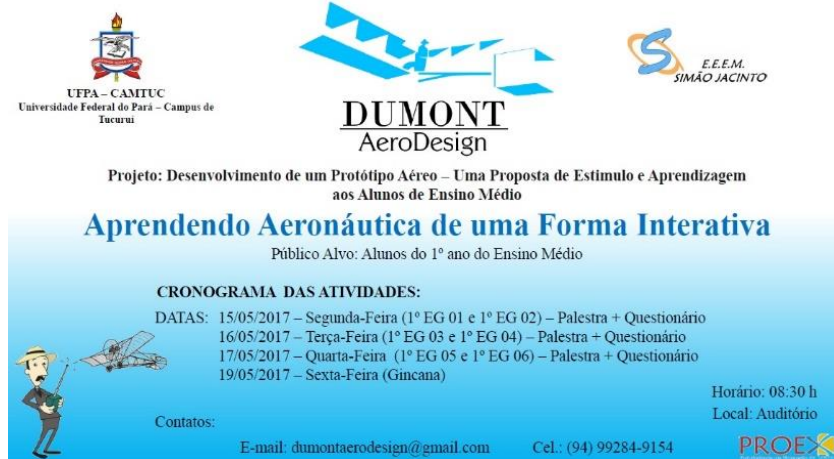 UFPA – CAMTUC
Universidade Federal do Pará – Campus de
Tucuruí
DUMONT
AeroDesign
E.E.E.M.
SIMÃO JACINTO
Projeto: Desenvolvimento de um Protótipo Aéreo – Uma Proposta de Estimulo e Aprendizagem
aos Alunos de Ensino Médio
Aprendendo Aeronáutica de uma Forma Interativa
Público Alvo: Alunos do 1º ano do Ensino Médio
CRONOGRAMA DAS ATIVIDADES:
DATAS: 15/05/2017 – Segunda-Feira (1º EG 01 e 1º EG 02) – Palestra + Questionário
16/05/2017 – Terça-Feira (1º EG 03 e 1º EG 04) – Palestra + Questionário
17/05/2017 – Quarta-Feira (1º EG 05 e 1º EG 06) – Palestra + Questionário
19/05/2017 – Sexta-Feira (Gincana)
Horário: 08:30 h
Local: Auditório
Contatos:
E-mail: dumontaerodesign@gmail.com Cel.: (94) 99284-9154
PROEX